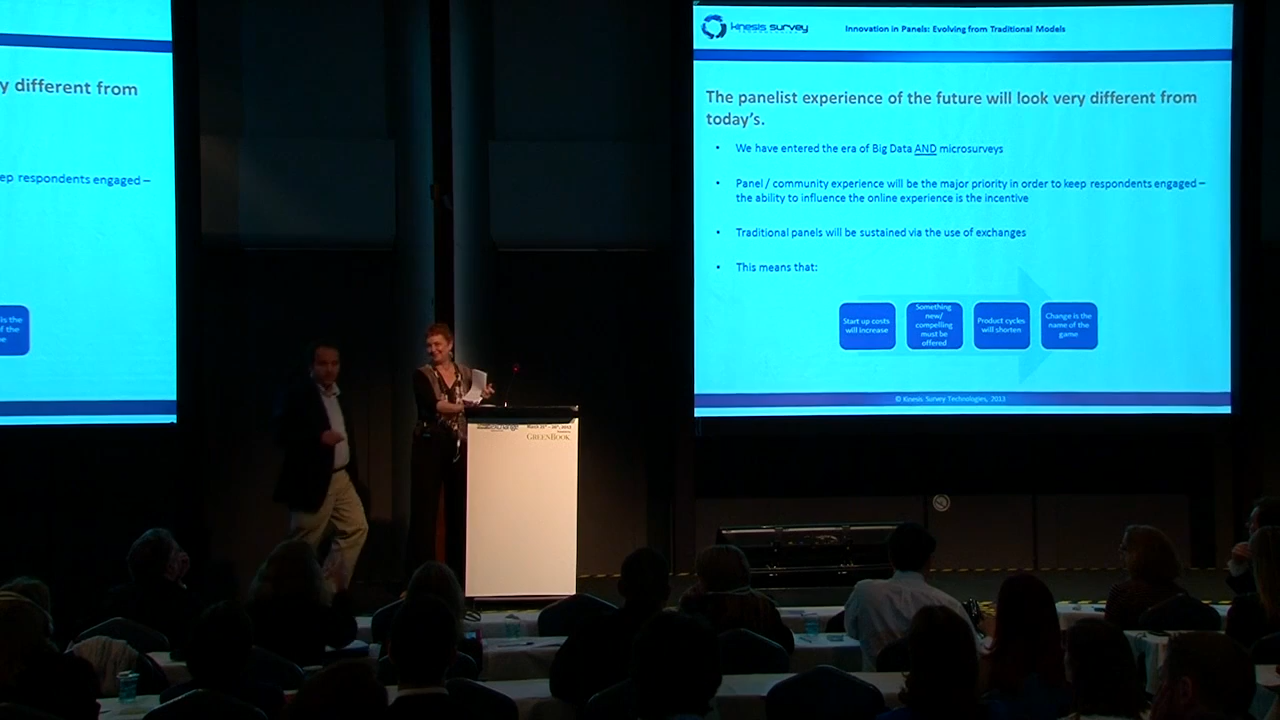 y different from
ep respondents engaged –
is the
of the
e
kinesis survey
TECHNOLOGIES
Innovation in Panels: Evolving from Traditional Models
The panelist experience of the future will look very different from
today's.
• We have entered the era of Big Data AND microsurveys
• Panel / community experience will be the major priority in order to keep respondents engaged –
the ability to influence the online experience is the incentive
• Traditional panels will be sustained via the use of exchanges
• This means that:
Start up costs
will increase
Something
new/
compelling
must be
offered
Product cycles
will shorten
Change is the
name of the
game
© Kinesis Survey Technologies, 2013
GREENBOOK